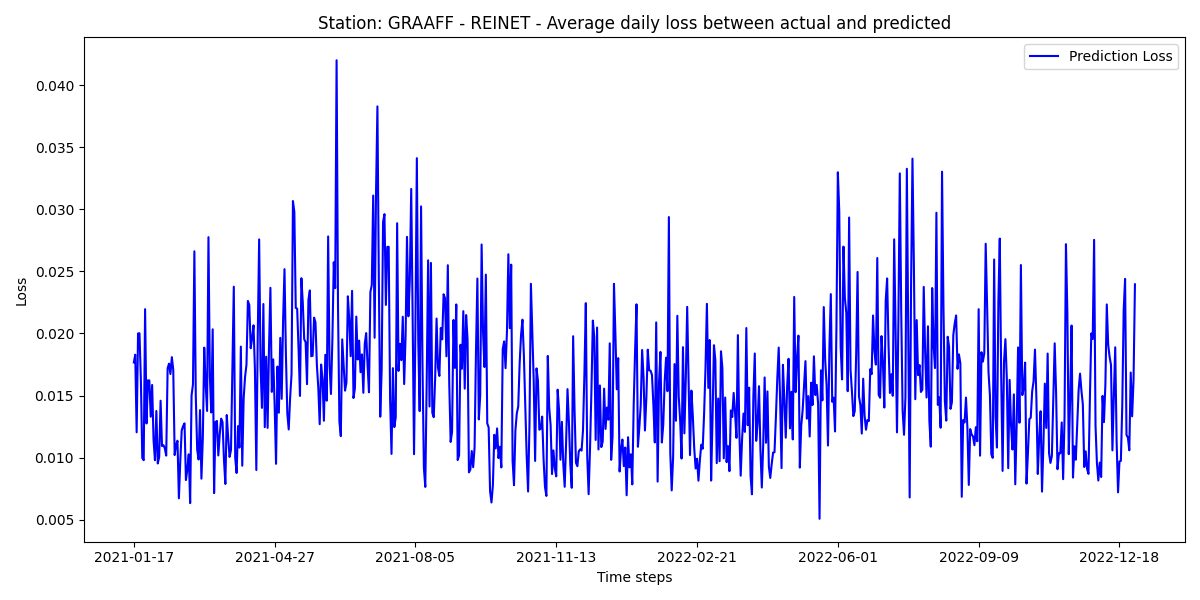 Station: GRAAFF - REINET - Average daily loss between actual and predicted
Prediction Loss
0.040
0.035
0.030
0.025
0.020
0.015
0.010
0.005
Loss
2021-01-17 2021-04-27 2021-08-05 2021-11-13 2022-02-21 2022-06-01 2022-09-09 2022-12-18
Time steps